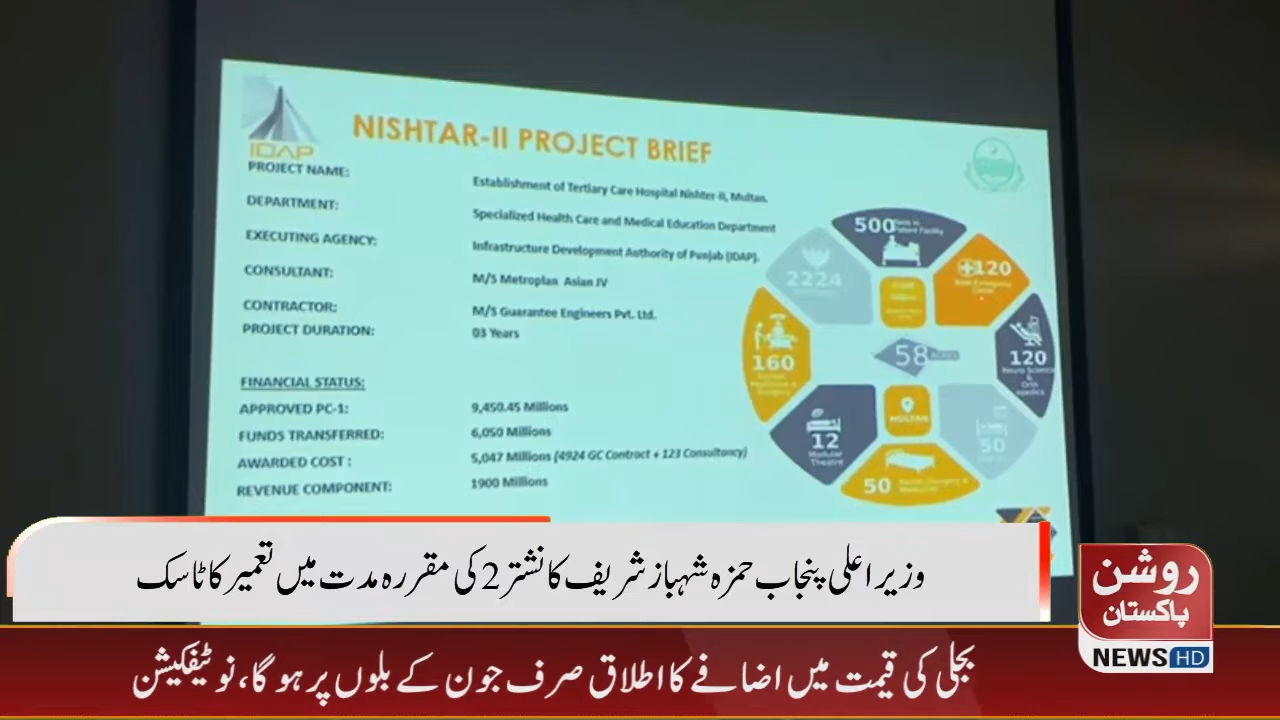 NISHTAR-II PROJECT BRIEF
IDAP
PROJECT NAME: Establishment of Tertiary Care Hospital Nishter-II, Multan.
DEPARTMENT: Specialized Health Care and Medical Education Department
EXECUTING AGENCY: Infrastructure Development Authority of Punjab (IDAP).
CONSULTANT: M/S Metroplan Asian JV
CONTRACTOR: M/S Guarantee Engineers Pvt. Ltd.
PROJECT DURATION: 03 Years
FINANCIAL STATUS:
APPROVED PC-1: 9,450.45 Millions
FUNDS TRANSFERRED: 6,050 Millions
AWARDED COST : 5,047 Millions (4924 GC Contract + 123 Consultancy)
REVENUE COMPONENT: 1900 Millions
500
120
2224
58
160
120
Neuro Science
&
12
Modular
Theatre
MULTAN
50
50
وزیر اعلی پنجاب حمزہ شہباز شریف کا نشتر 2 کی مقررہ مدت میں تعمیر کا ٹاسک
بجلی کی قیمت میں اضافے کا اطلاق صرف جون کے بلوں پر ہو گا، نوٹیفکیشن
روشن
پاکستان
NEWS HD